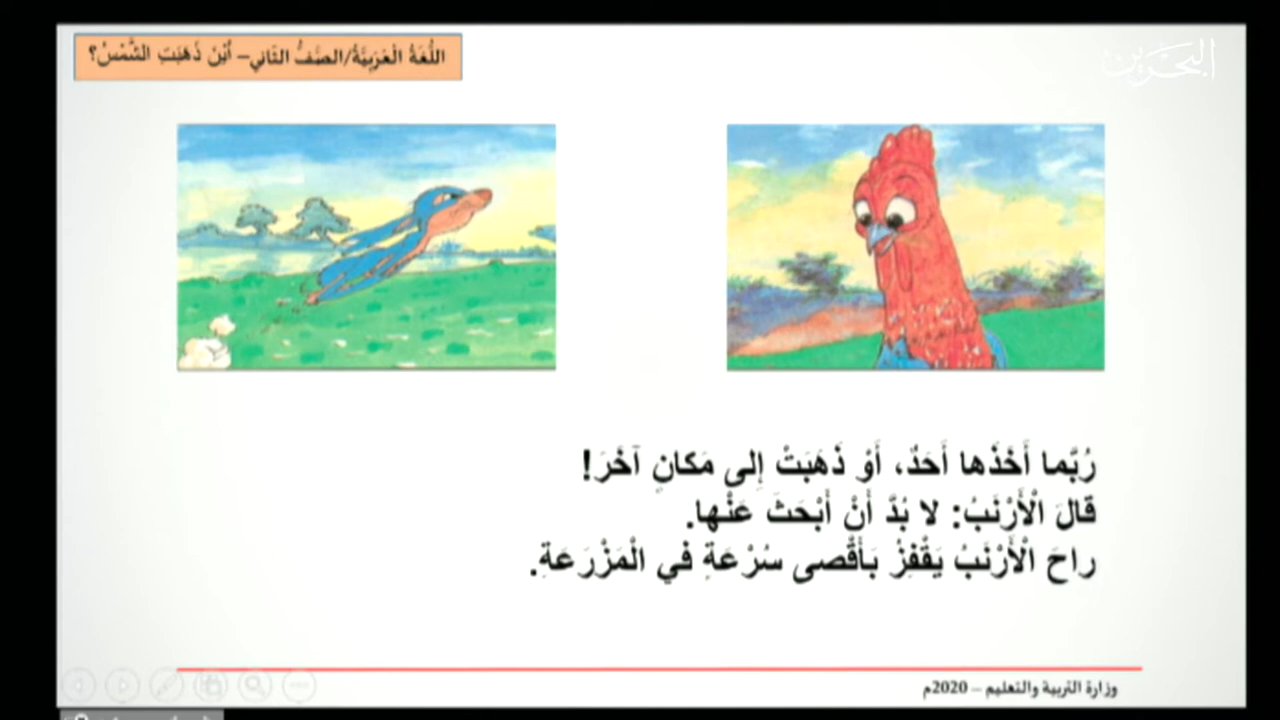 اللُّغَةُ الْعَرَبِيَّةُ/الصَّفُّ الثّاني– أَيْنَ ذَهَبَتِ الشَّمْسُ؟
البحرين
رُبَّما أَخَذَها أَحَدٌ، أَوْ ذَهَبَتْ إِلى مَكانٍ آخَرَ!
قالَ الْأَرْنَبُ: لا بُدَّ أَنْ أَبْحَثَ عَنْها.
راحَ الْأَرْنَبُ يَقْفِزُ بَأَقْصى سُرْعَةٍ في الْمَزْرَعَةِ.
وزارة التربية والتعليم – 2020م